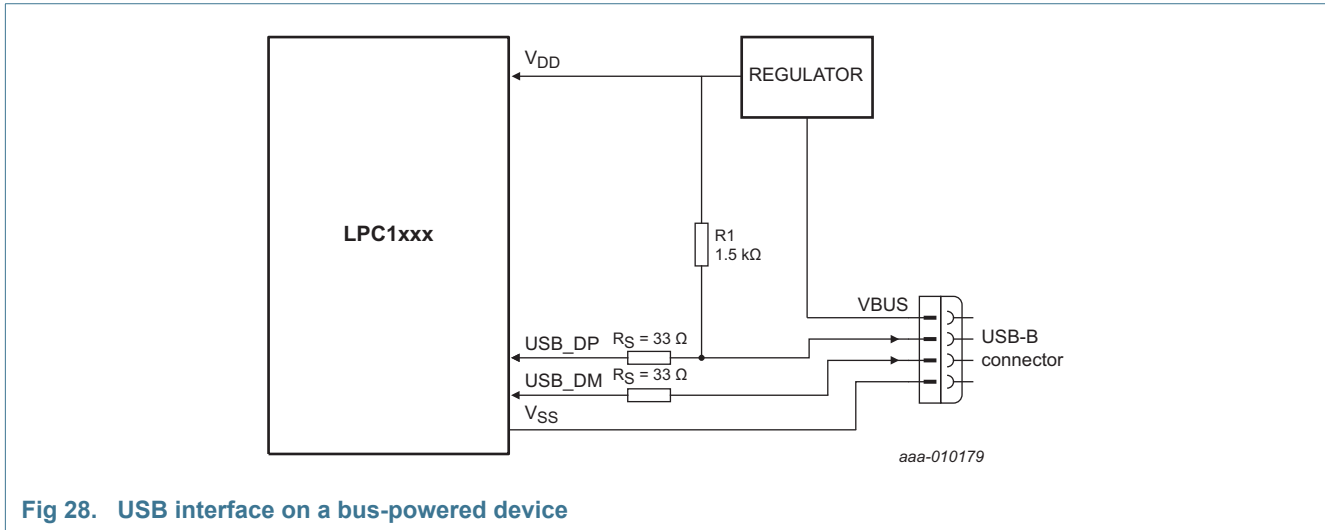 VDD
REGULATOR
LPC1xxx
R1
1.5 kΩ
VBUS
USB_DP RS = 33 Ω
USB-B
connector
USB_DM RS = 33 Ω
VSS
aaa-010179
Fig 28. USB interface on a bus-powered device